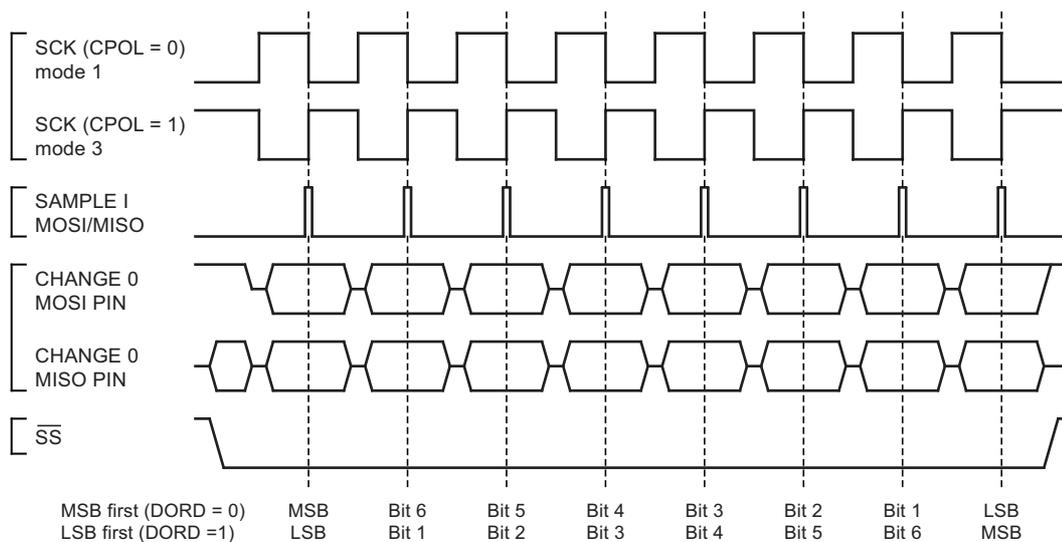 SCK (CPOL = 0)
mode 1
SCK (CPOL = 1)
mode 3
SAMPLE I
MOSI/MISO
CHANGE 0
MOSI PIN
CHANGE 0
MISO PIN
SS
MSB first (DORD = 0) MSB Bit 6 Bit 5 Bit 4 Bit 3 Bit 2 Bit 1 LSB
LSB first (DORD =1) LSB Bit 1 Bit 2 Bit 3 Bit 4 Bit 5 Bit 6 MSB